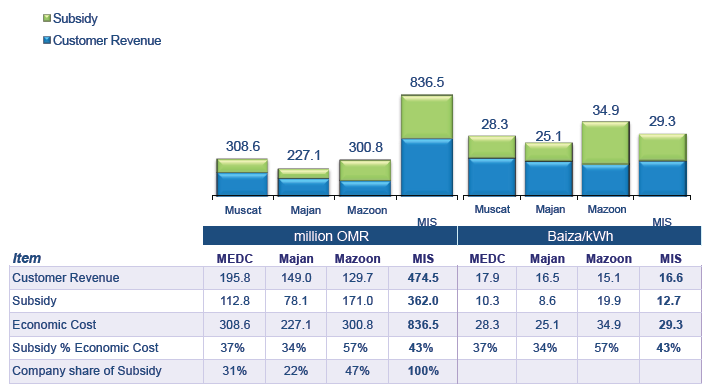 Subsidy
Customer Revenue
836.5
308.6 227.1 300.8 28.3 25.1 34.9 29.3
Muscat Majan Mazoon MIS Muscat Majan Mazoon MIS
million OMR Baiza/kWh
Item MEDC Majan Mazoon MIS MEDC Majan Mazoon MIS
Customer Revenue 195.8 149.0 129.7 474.5 17.9 16.5 15.1 16.6
Subsidy 112.8 78.1 171.0 362.0 10.3 8.6 19.9 12.7
Economic Cost 308.6 227.1 300.8 836.5 28.3 25.1 34.9 29.3
Subsidy % Economic Cost 37% 34% 57% 43% 37% 34% 57% 43%
Company share of Subsidy 31% 22% 47% 100%